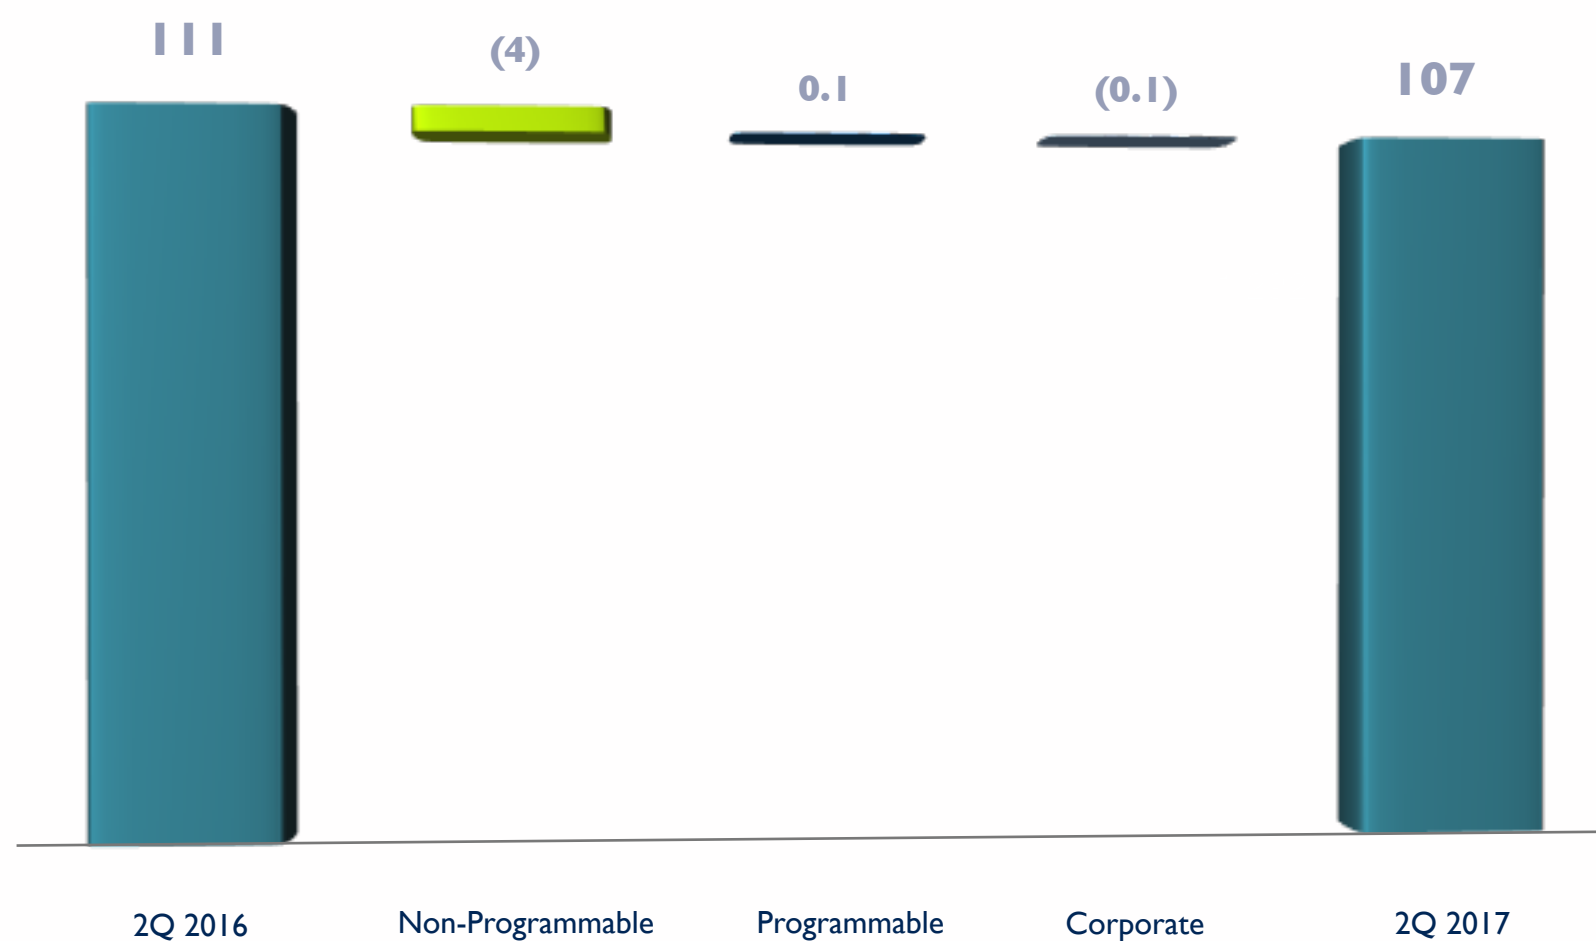 111
(4)
0.1
(0.1)
107
2Q 2016
Non-Programmable
Programmable
Corporate
2Q 2017